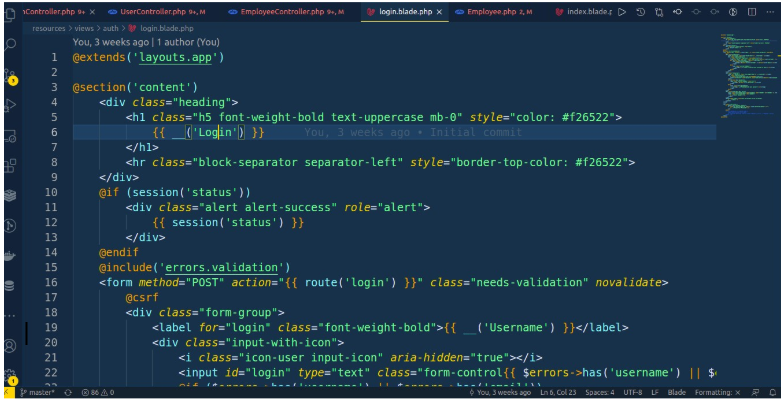 nController.php 9+ UserController.php 9+, M EmployeeController.php 9+, M login.blade.php × Employee.php 2, M index.blade.
resources > views > auth > login.blade.php
You, 3 weeks ago | 1 author (You)
1 @extends('layouts.app')
2
3 @section('content')
4 <div class="heading">
5 <h1 class="h5 font-weight-bold text-uppercase mb-0" style="color: #f26522">
6 {{ __('Login') }} You, 3 weeks ago • Initial commit
7 </h1>
8 <hr class="block-separator separator-left" style="border-top-color: #f26522">
9 </div>
10 @if (session('status'))
11 <div class="alert alert-success" role="alert">
12 {{ session('status') }}
13 </div>
14 @endif
15 @include('errors.validation')
16 <form method="POST" action="{{ route('login') }}" class="needs-validation" novalidate>
17 @csrf
18 <div class="form-group">
19 <label for="login" class="font-weight-bold">{{ __('Username') }}</label>
20 <div class="input-with-icon">
21 <i class="icon-user input-icon" aria-hidden="true"></i>
22 <input id="login" type="text" class="form-control{{ $errors->has('username') ||
master* 86 0 You, 3 weeks ago Ln 6, Col 23 Spaces: 4 UTF-8 LF Blade Formatting: ×